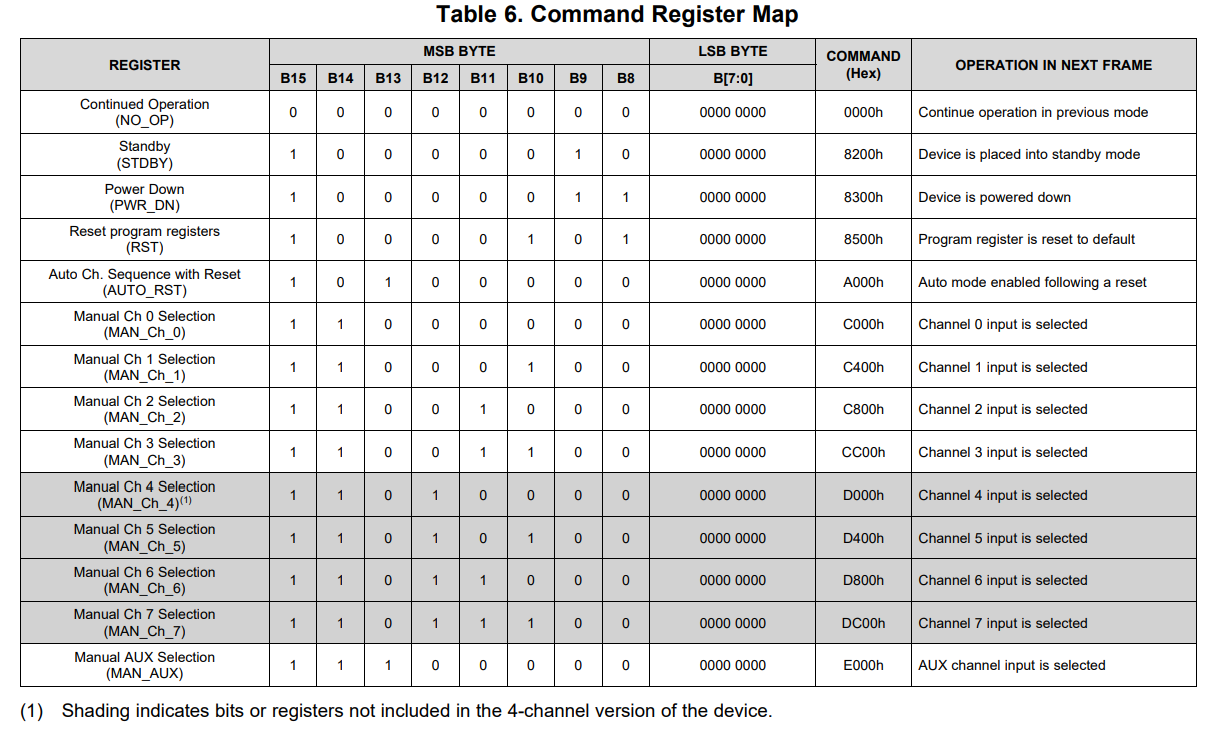 Table 6. Command Register Map
REGISTER MSB BYTE LSB BYTE COMMAND (Hex) OPERATION IN NEXT FRAME
B15 B14 B13 B12 B11 B10 B9 B8 B[7:0]
Continued Operation
(NO_OP) 0 0 0 0 0 0 0 0 0000 0000 0000h Continue operation in previous mode
Standby
(STDBY) 1 0 0 0 0 0 1 0 0000 0000 8200h Device is placed into standby mode
Power Down
(PWR_DN) 1 0 0 0 0 0 1 1 0000 0000 8300h Device is powered down
Reset program registers
(RST) 1 0 0 0 0 1 0 1 0000 0000 8500h Program register is reset to default
Auto Ch. Sequence with Reset
(AUTO_RST) 1 0 1 0 0 0 0 0 0000 0000 A000h Auto mode enabled following a reset
Manual Ch 0 Selection
(MAN_Ch_0) 1 1 0 0 0 0 0 0 0000 0000 C000h Channel 0 input is selected
Manual Ch 1 Selection
(MAN_Ch_1) 1 1 0 0 0 1 0 0 0000 0000 C400h Channel 1 input is selected
Manual Ch 2 Selection
(MAN_Ch_2) 1 1 0 0 1 0 0 0 0000 0000 C800h Channel 2 input is selected
Manual Ch 3 Selection
(MAN_Ch_3) 1 1 0 0 1 1 0 0 0000 0000 CC00h Channel 3 input is selected
Manual Ch 4 Selection
(MAN_Ch_4)(1) 1 1 0 1 0 0 0 0 0000 0000 D000h Channel 4 input is selected
Manual Ch 5 Selection
(MAN_Ch_5) 1 1 0 1 0 1 0 0 0000 0000 D400h Channel 5 input is selected
Manual Ch 6 Selection
(MAN_Ch_6) 1 1 0 1 1 0 0 0 0000 0000 D800h Channel 6 input is selected
Manual Ch 7 Selection
(MAN_Ch_7) 1 1 0 1 1 1 0 0 0000 0000 DC00h Channel 7 input is selected
Manual AUX Selection
(MAN_AUX) 1 1 1 0 0 0 0 0 0000 0000 E000h AUX channel input is selected
(1) Shading indicates bits or registers not included in the 4-channel version of the device.